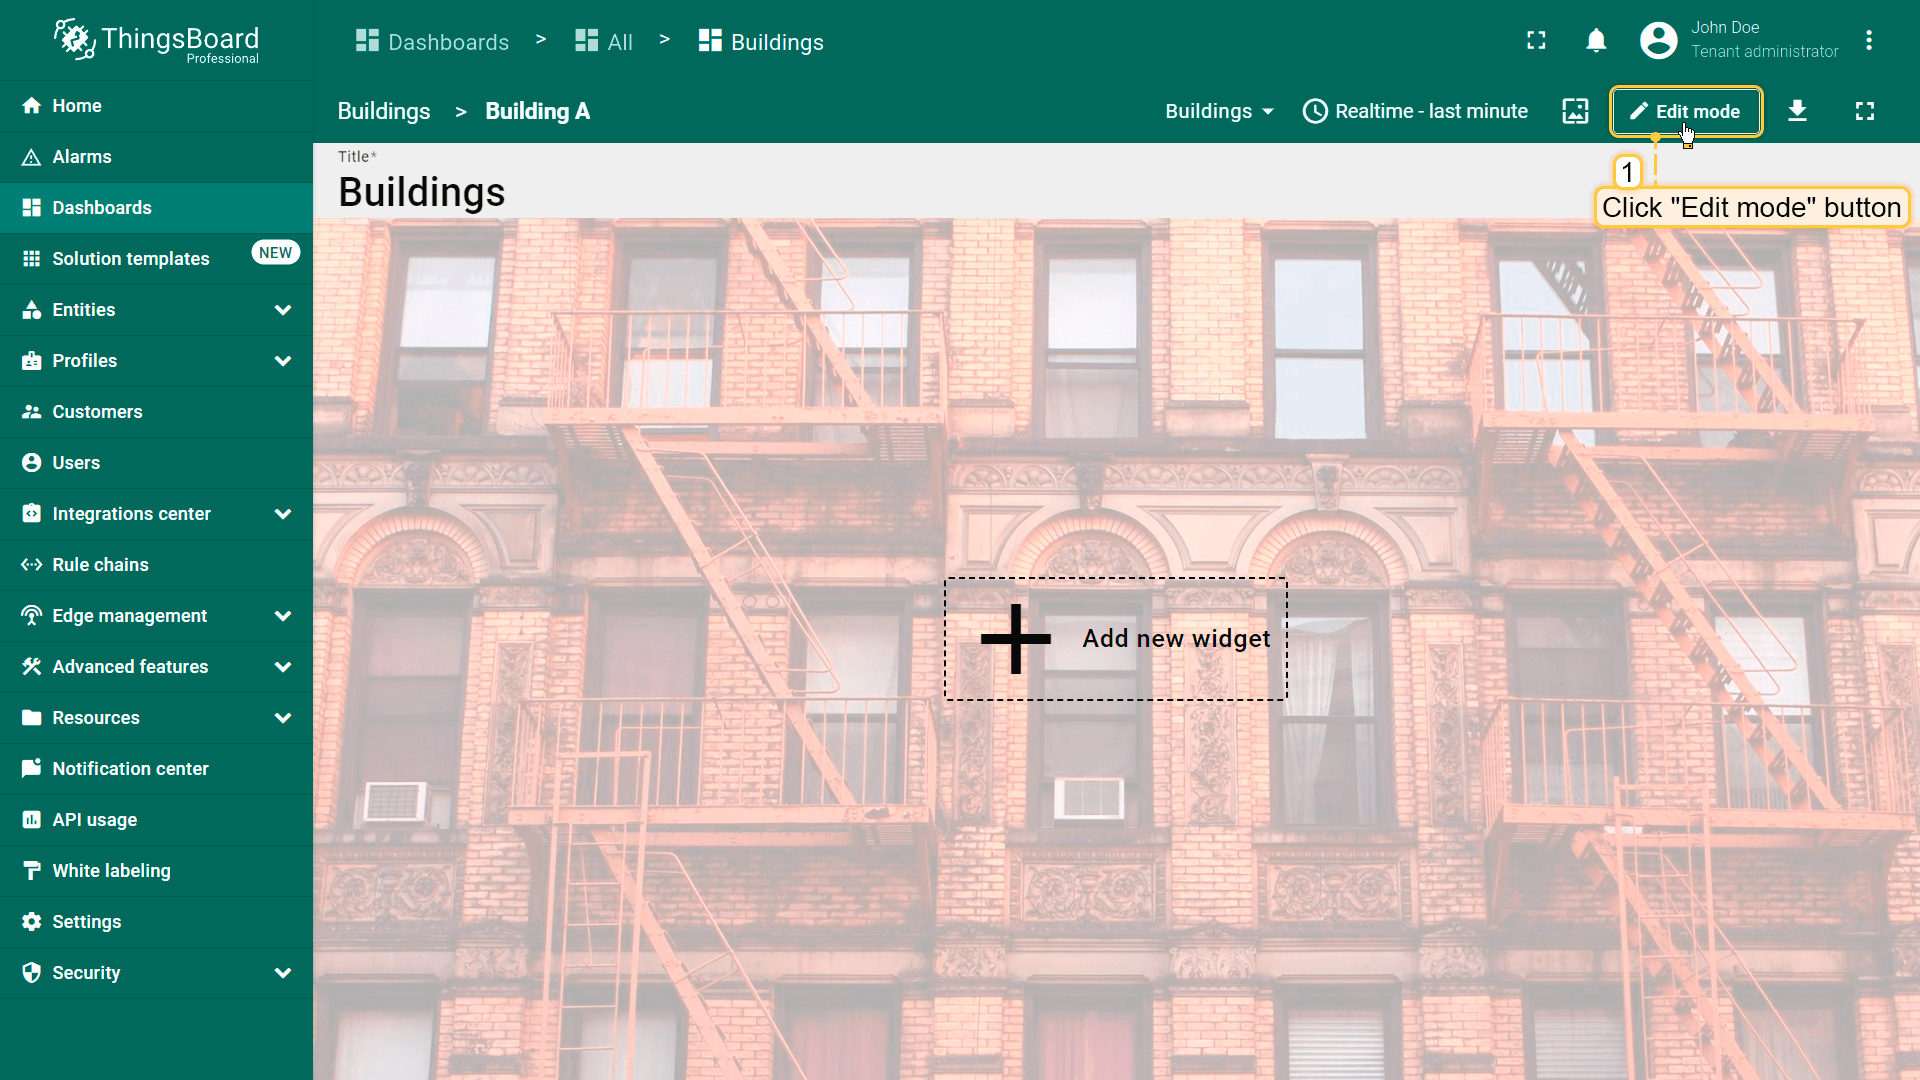 ThingsBoard
Professional
Dashboards > All > Buildings
John Doe
Tenant administrator
Home
Alarms
Dashboards
Solution templates NEW
Entities
Profiles
Customers
Users
Integrations center
Rule chains
Edge management
Advanced features
Resources
Notification center
API usage
White labeling
Settings
Security
Buildings > Building A
Buildings
Realtime - last minute
Edit mode
1
Click "Edit mode" button
Title*
Buildings
Add new widget